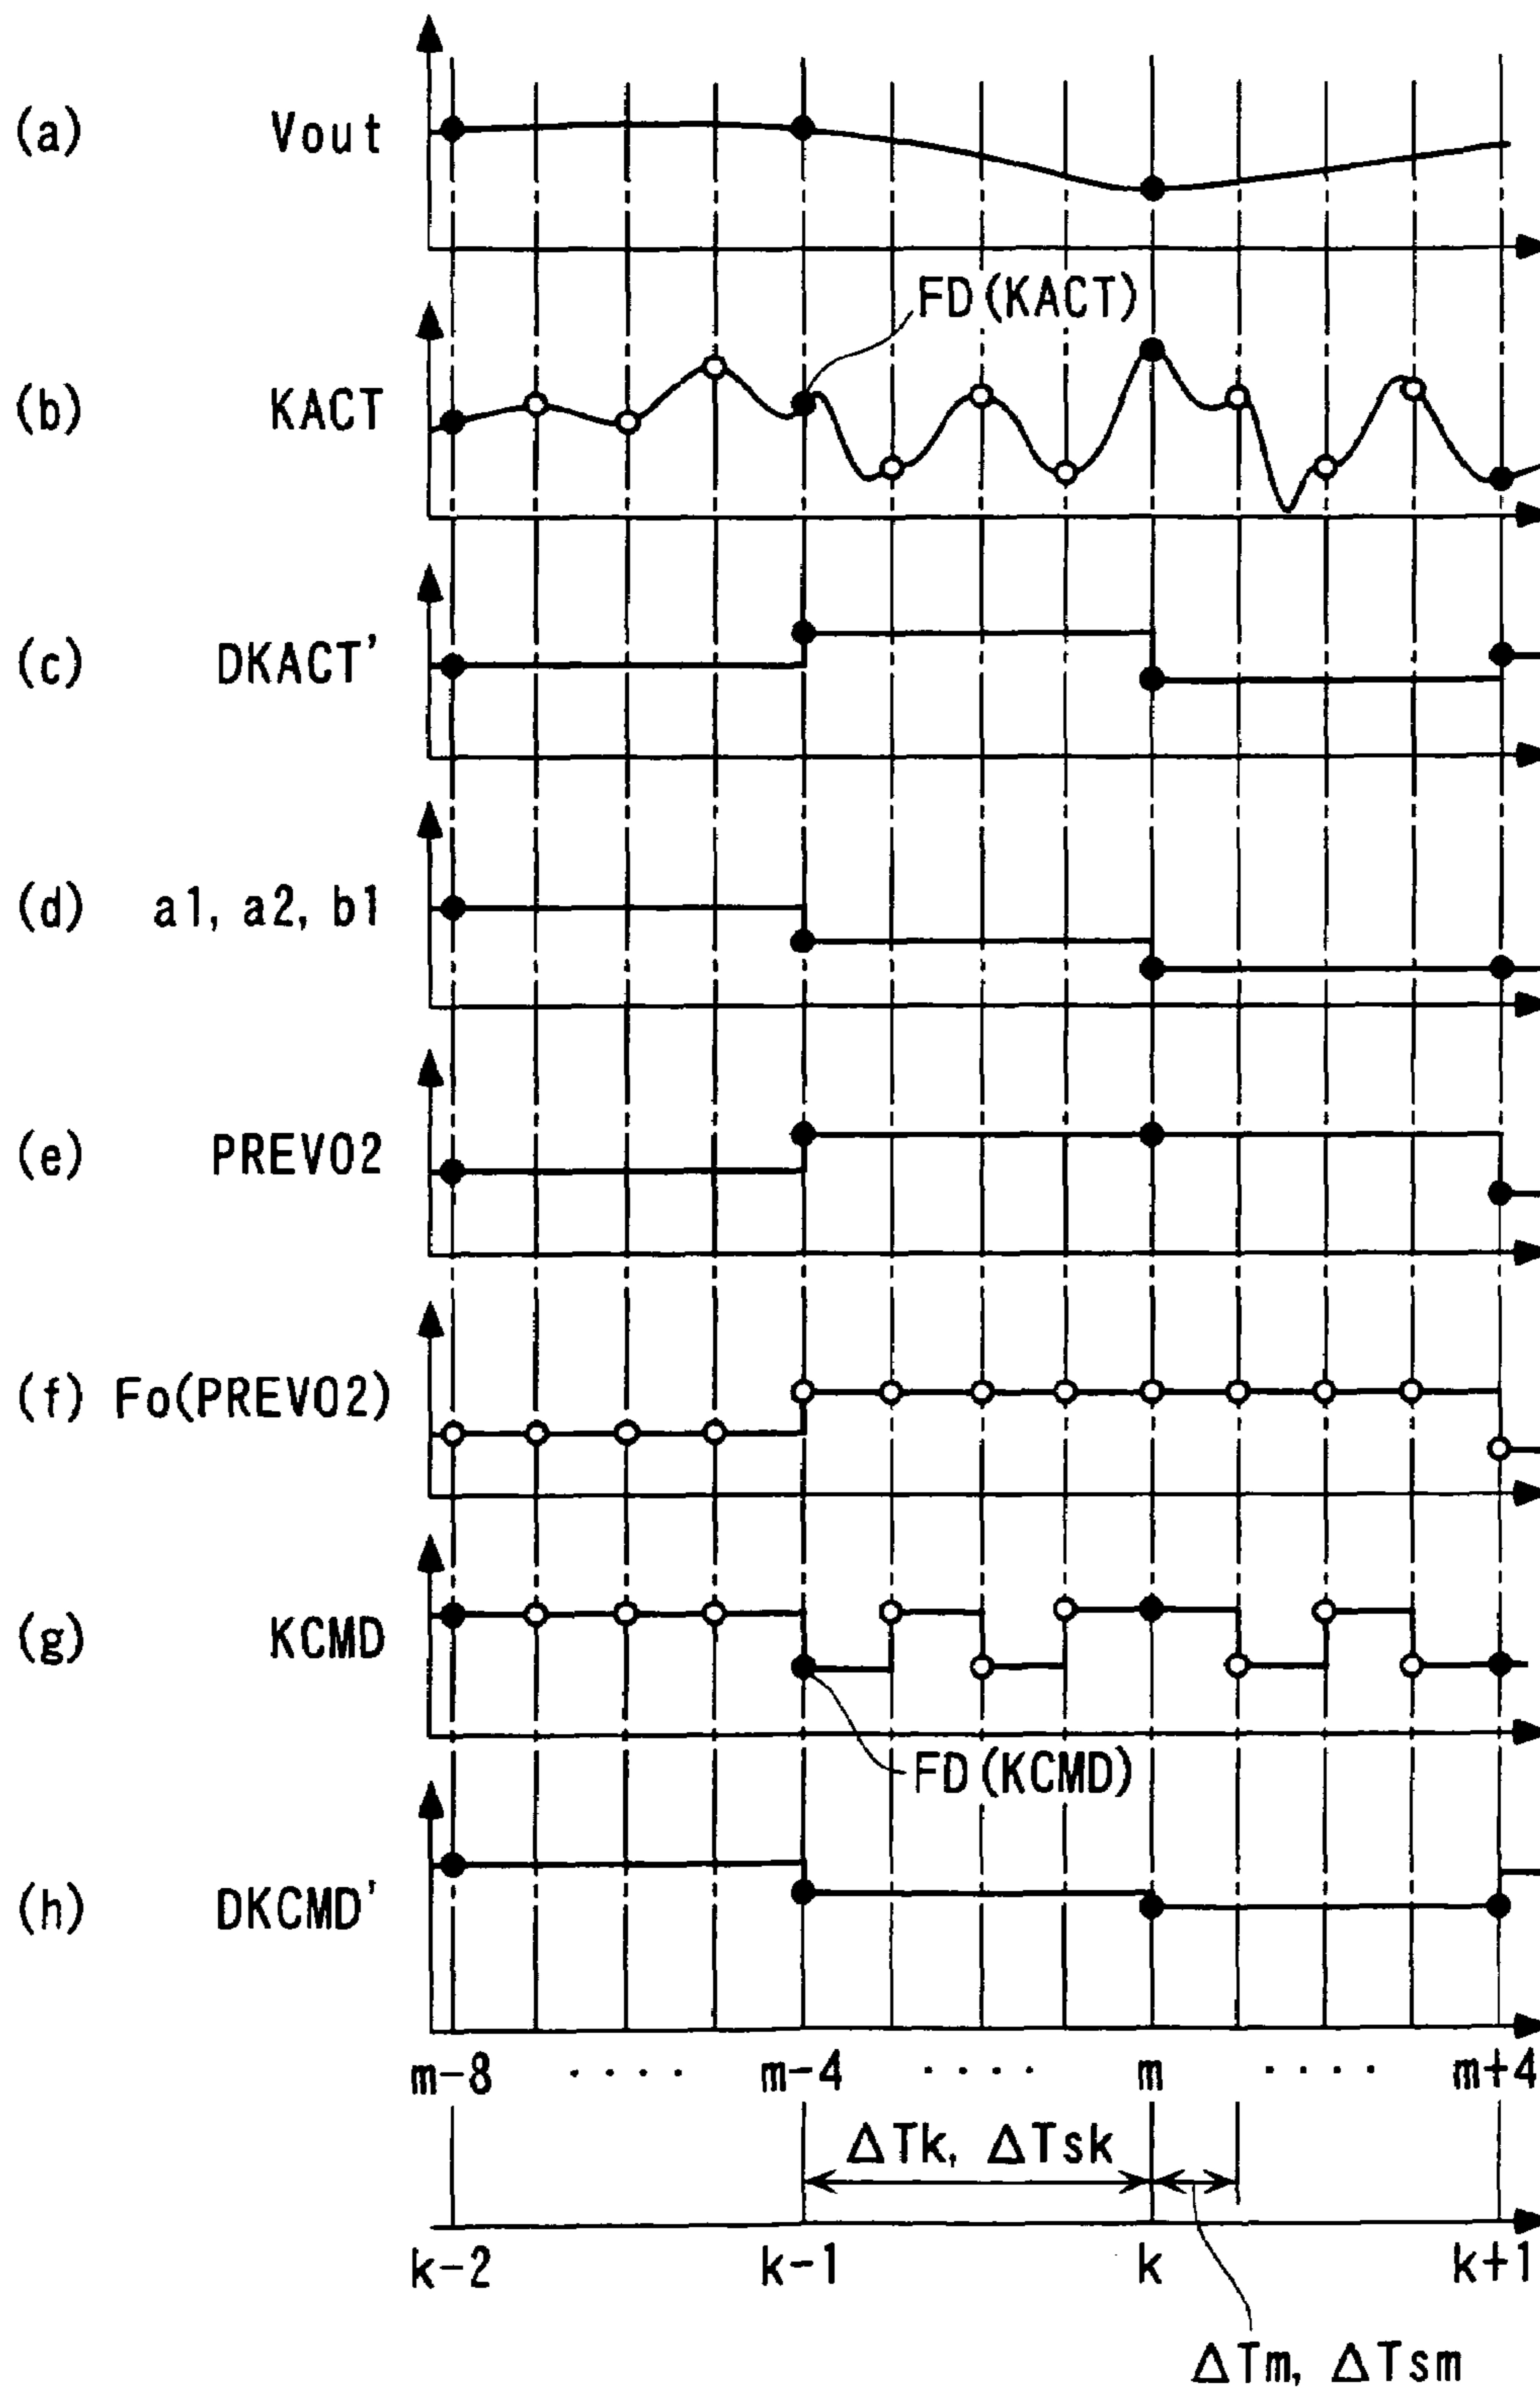 (a) Vout
FD(KACT)
(b) KACT
(c) DKACT'
(d) a1, a2, b1
(e) PREVO2
(f) Fo(PREVO2)
(g) KCMD
FD(KCMD)
(h) DKCMD'
m-8 ···· m-4 ···· m ···· m+4
ΔTk, ΔTsk
k-2 k-1 k k+1
ΔTm, ΔTsm